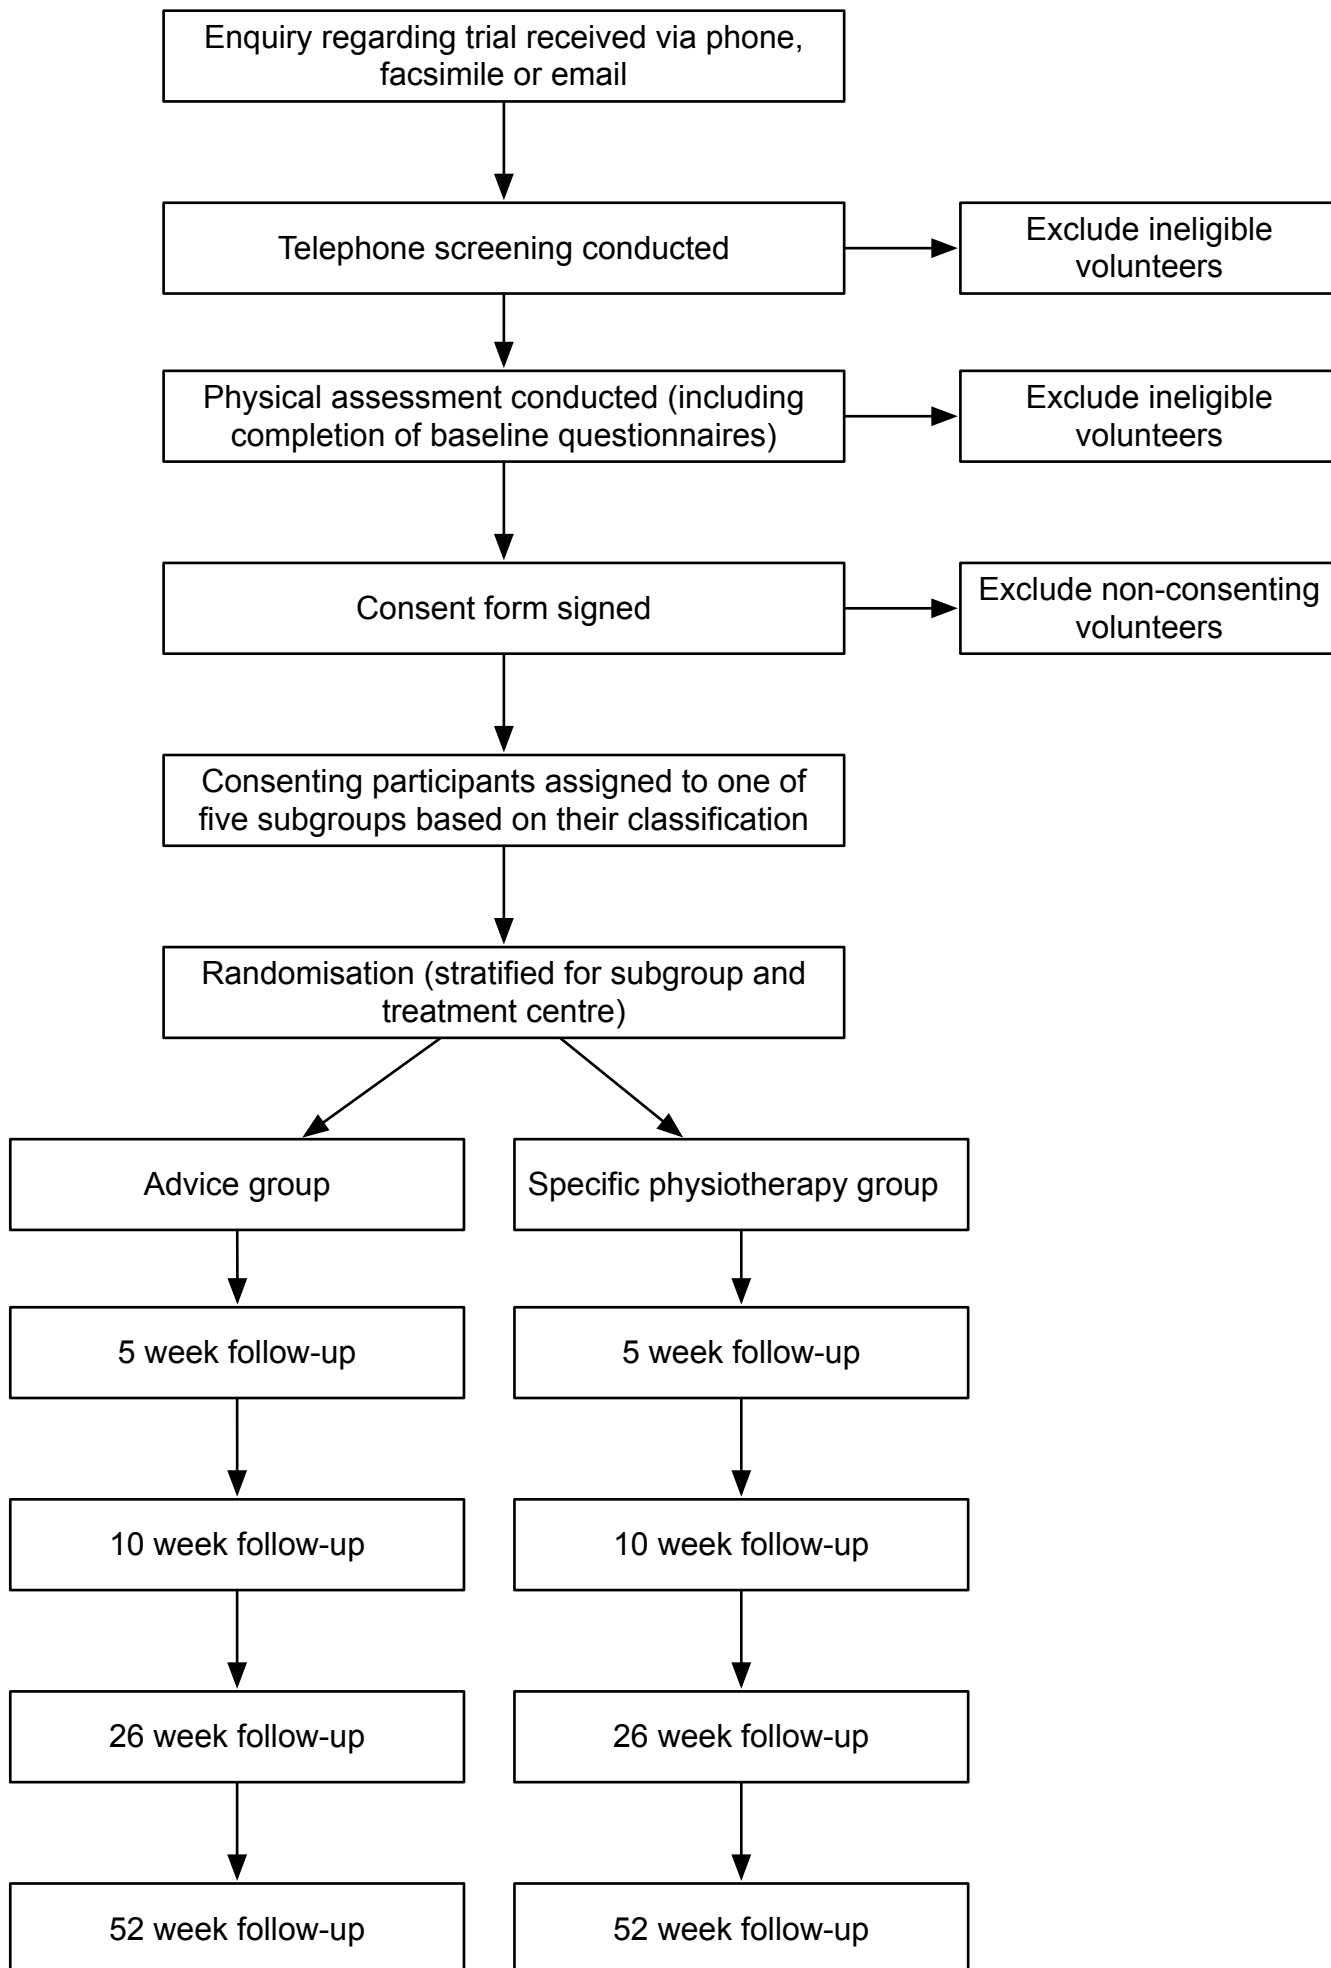 Enquiry regarding trial received via phone,
facsimile or email
Telephone screening conducted
Exclude ineligible
volunteers
Physical assessment conducted (including
completion of baseline questionnaires)
Exclude ineligible
volunteers
Consent form signed
Exclude non-consenting
volunteers
Consenting participants assigned to one of
five subgroups based on their classification
Randomisation (stratified for subgroup and
treatment centre)
Advice group
Specific physiotherapy group
5 week follow-up
5 week follow-up
10 week follow-up
10 week follow-up
26 week follow-up
26 week follow-up
52 week follow-up
52 week follow-up